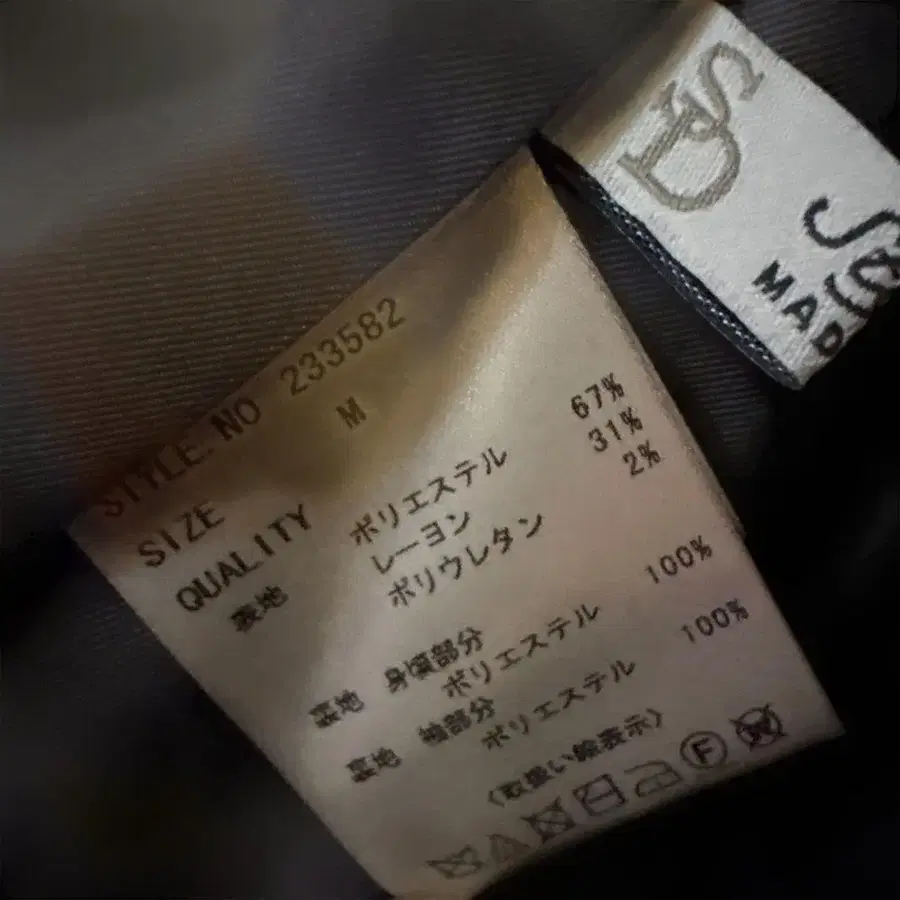 STYLE.NO 233582
SIZE M
QUALITY
表地 ポリエステル 67%
レーヨン 31%
ポリウレタン 2%
裏地 身頃部分
ポリエステル 100%
裏地 袖部分
ポリエステル 100%
〈取扱い絵表示〉
F
W